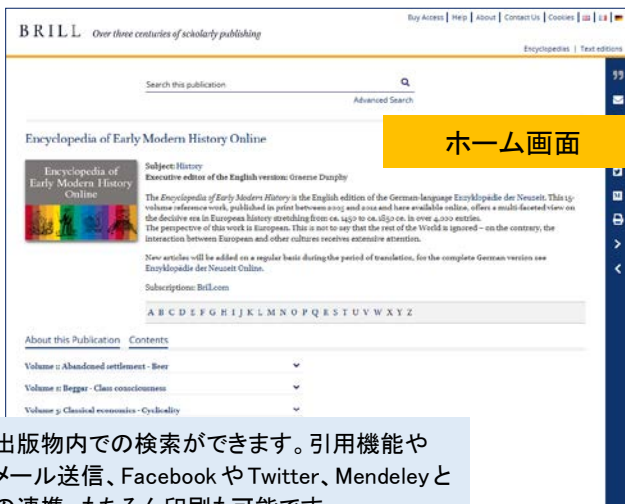 Buy Access | Help | About | Contact Us | Cookies
BRILL Over three centuries of scholarly publishing
Encyclopedias | Text editions
Search this publication
Advanced Search
Encyclopedia of Early Modern History Online
ホーム画面
Encyclopedia of
Early Modern History
Online
Subject: History
Executive editor of the English version: Graeme Dunphy
The Encyclopedia of Early Modern History is the English edition of the German-language Enzyklopädie der Neuzeit. This 15-
volume reference work, published in print between 2005 and 2012 and here available online, offers a multi-faceted view on
the decisive era in European history stretching from ca. 1450 to ca. 1850 ce. in over 4,000 entries.
The perspective of this work is European. This is not to say that the rest of the World is ignored – on the contrary, the
interaction between European and other cultures receives extensive attention.
New articles will be added on a regular basis during the period of translation, for the complete German version see
Enzyklopädie der Neuzeit Online.
Subscriptions: Brill.com
A B C D E F G H I J K L M N O P Q R S T U V W X Y Z
About this Publication Contents
Volume 1: Abandoned settlement - Beer
Volume 2: Beggar - Class consciousness
Volume 3: Classical economics - Cyclicality
出版物内での検索ができます。引用機能や
メール送信、Facebook や Twitter、Mendeley と